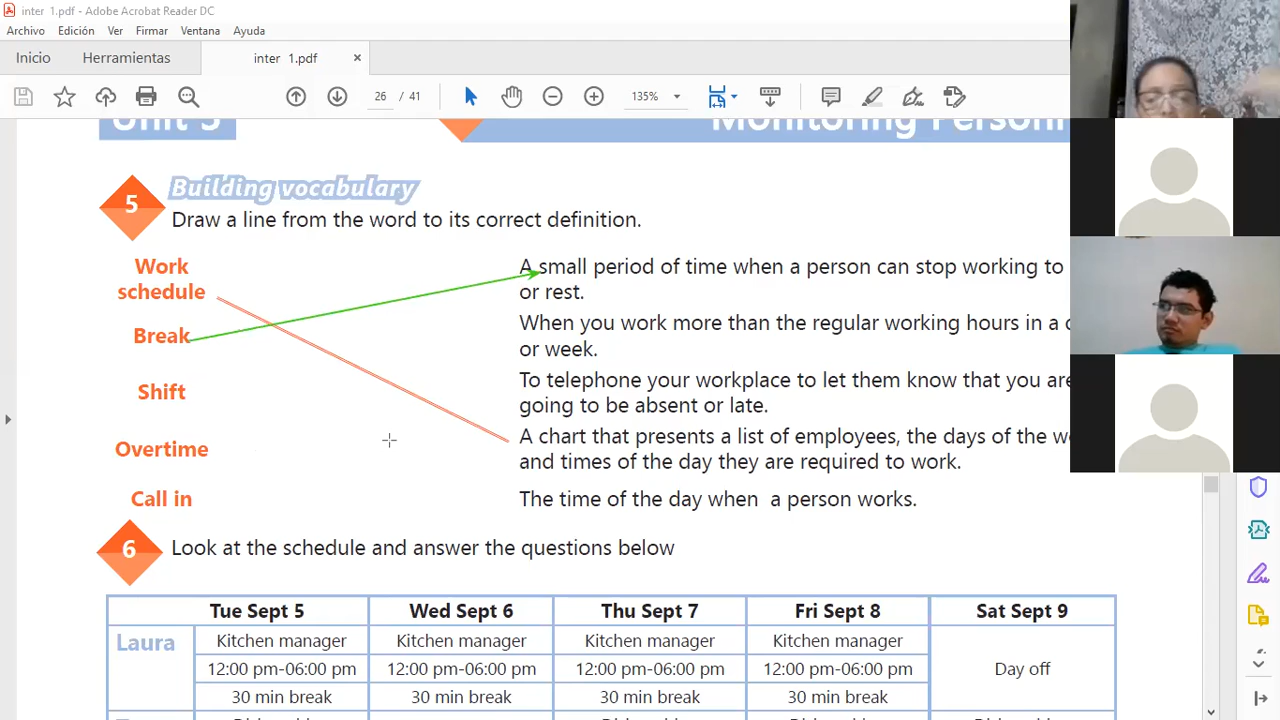 inter 1.pdf - Adobe Acrobat Reader DC
Archivo Edición Ver Firmar Ventana Ayuda
Inicio Herramientas inter 1.pdf ×
26 / 41 135%
Building vocabulary
5 Draw a line from the word to its correct definition.
Work schedule
Break
Shift
Overtime
Call in
A small period of time when a person can stop working to
or rest.
When you work more than the regular working hours in a
or week.
To telephone your workplace to let them know that you are
going to be absent or late.
A chart that presents a list of employees, the days of the
and times of the day they are required to work.
The time of the day when a person works.
6 Look at the schedule and answer the questions below
Tue Sept 5 Wed Sept 6 Thu Sept 7 Fri Sept 8 Sat Sept 9
Laura Kitchen manager Kitchen manager Kitchen manager Kitchen manager
12:00 pm-06:00 pm 12:00 pm-06:00 pm 12:00 pm-06:00 pm 12:00 pm-06:00 pm Day off
30 min break 30 min break 30 min break 30 min break